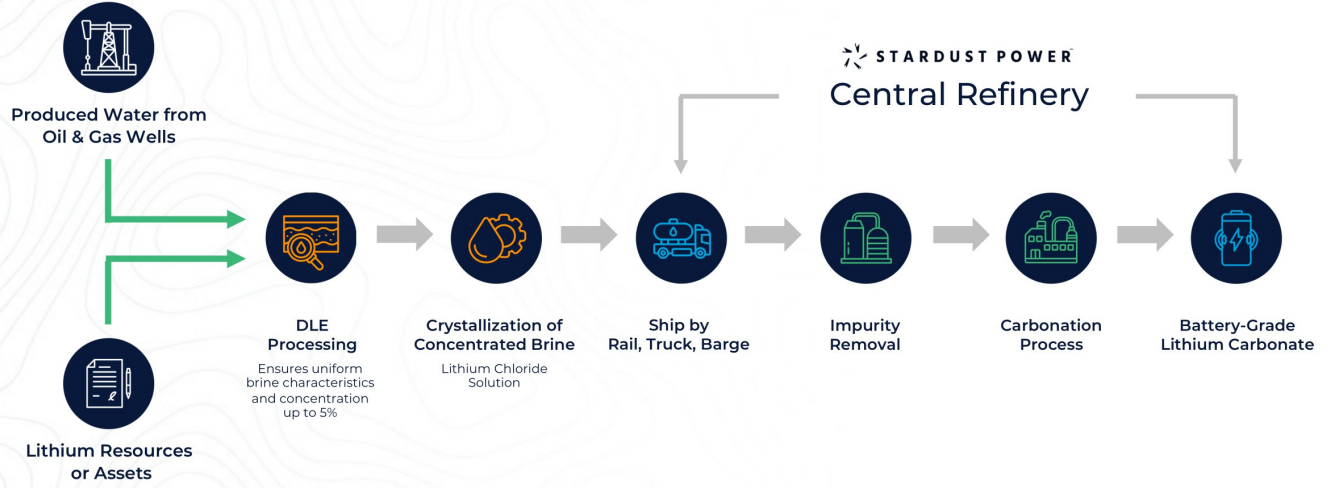 STARDUST POWER
Central Refinery
Produced Water from
Oil & Gas Wells
DLE
Processing
Ensures uniform
brine characteristics
and concentration
up to 5%
Crystallization of
Concentrated Brine
Lithium Chloride
Solution
Ship by
Rail, Truck, Barge
Impurity
Removal
Carbonation
Process
Battery-Grade
Lithium Carbonate
Lithium Resources
or Assets